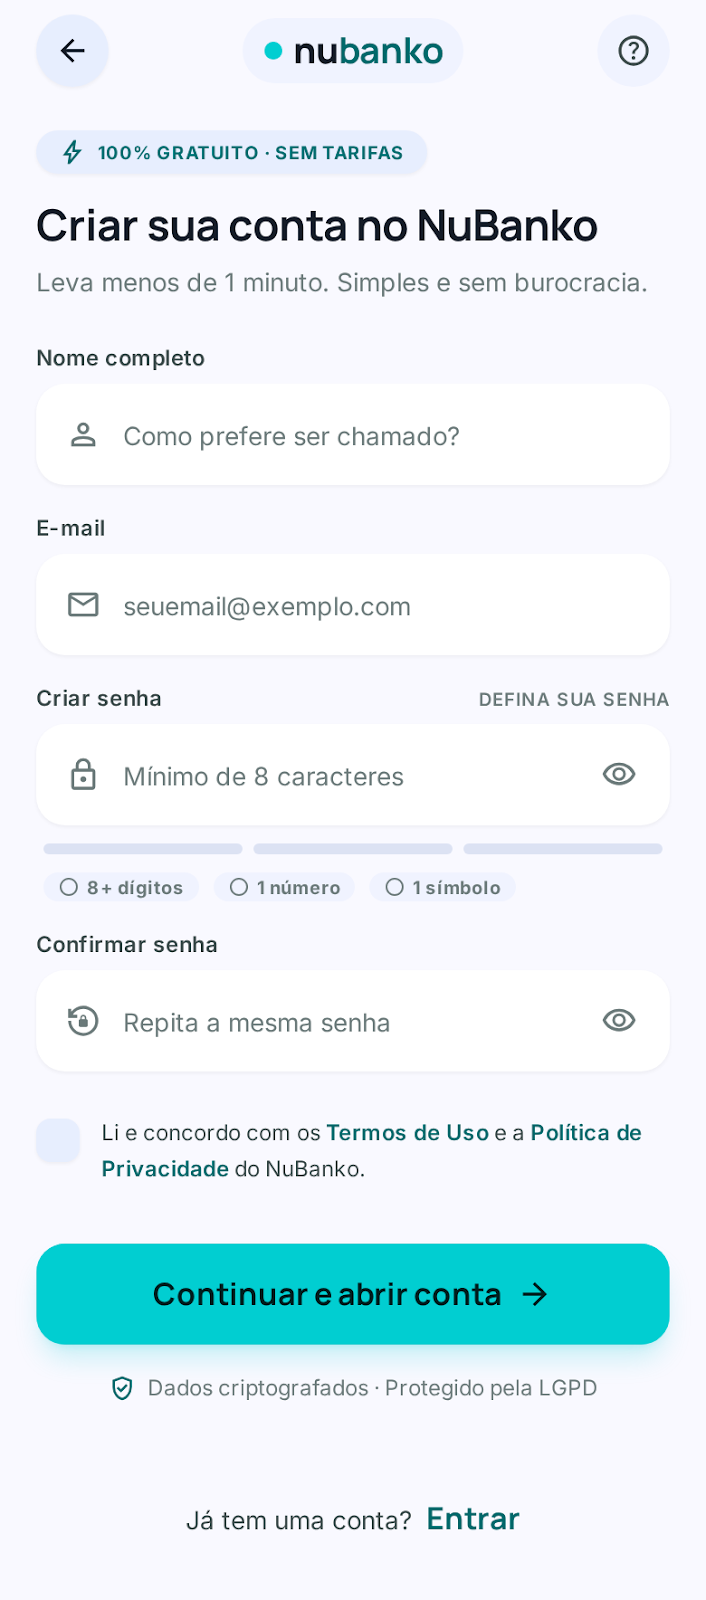 nubanko
100% GRATUITO · SEM TARIFAS
Criar sua conta no NuBanko
Leva menos de 1 minuto. Simples e sem burocracia.
Nome completo
Como prefere ser chamado?
E-mail
seuemail@exemplo.com
Criar senha
DEFINA SUA SENHA
Mínimo de 8 caracteres
8+ dígitos
1 número
1 símbolo
Confirmar senha
Repita a mesma senha
Li e concordo com os Termos de Uso e a Política de
Privacidade do NuBanko.
Continuar e abrir conta
Dados criptografados · Protegido pela LGPD
Já tem uma conta? Entrar